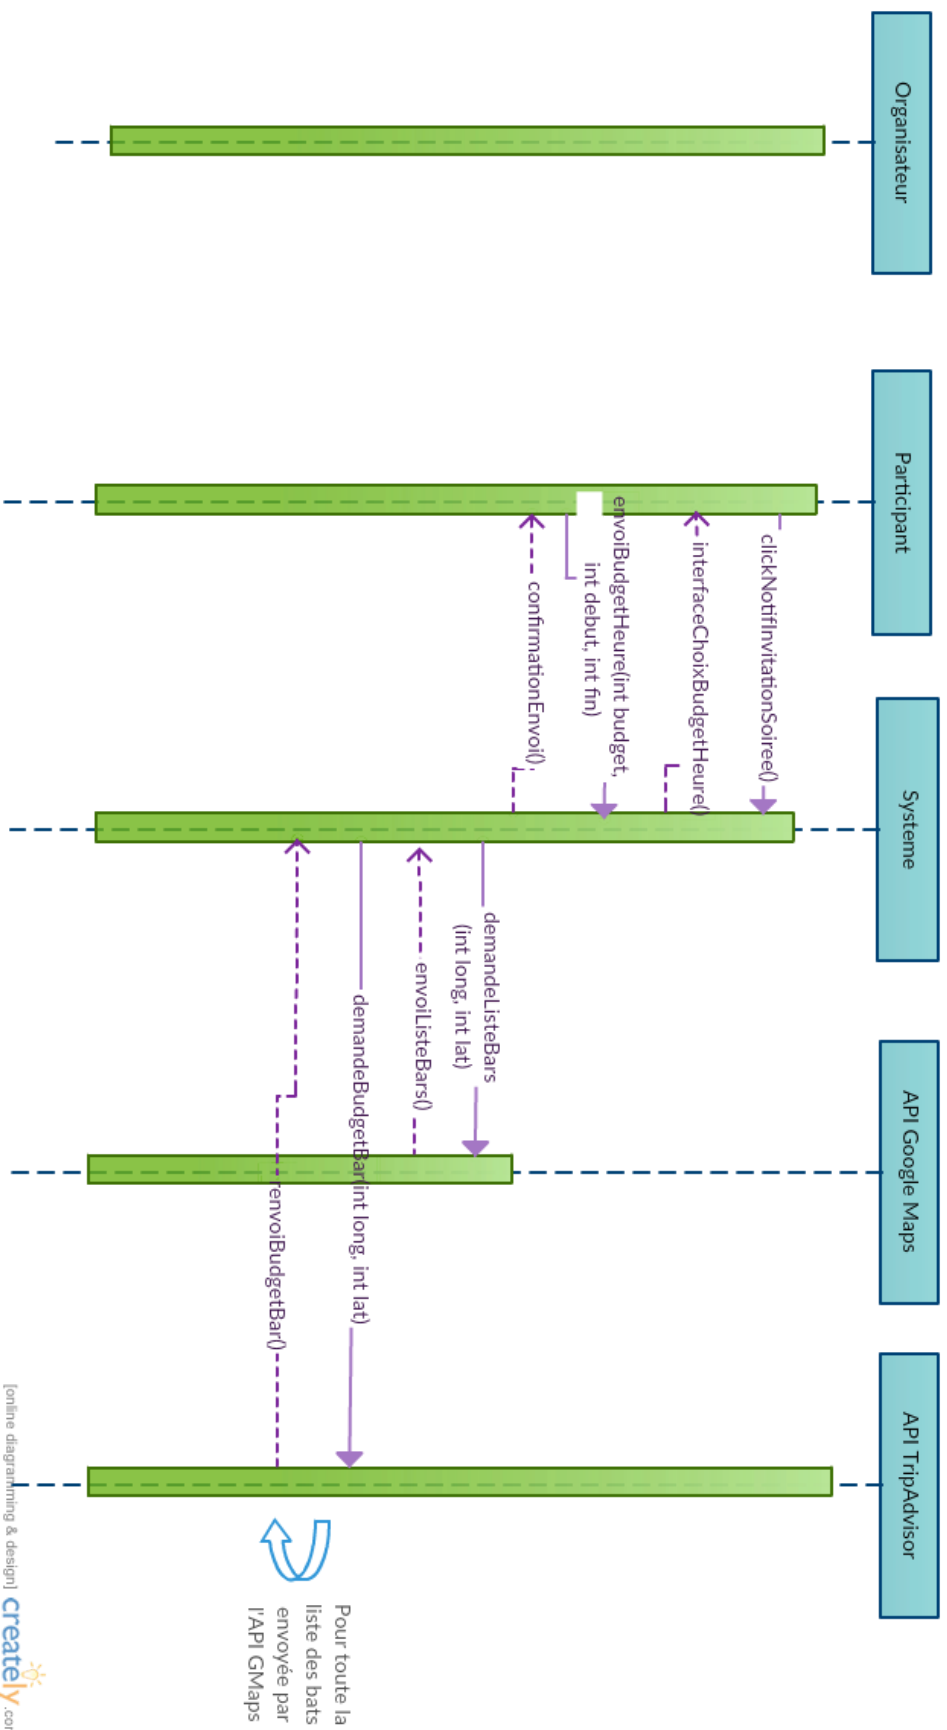 Organisateur
Participant
Systeme
API Google Maps
API TripAdvisor
clickNotifInvitationSoiree()
interfaceChoixBudgetHeure()
envoiBudgetHeure(int budget,
int debut, int fin)
confirmationEnvoi()
demandeListeBars
(int long, int lat)
envoiListeBars()
demandeBudgetBar(int long, int lat)
renvoiBudgetBar()
Pour toute la
liste des bats
envoyée par
l'API GMaps
[online diagramming & design] creately.com